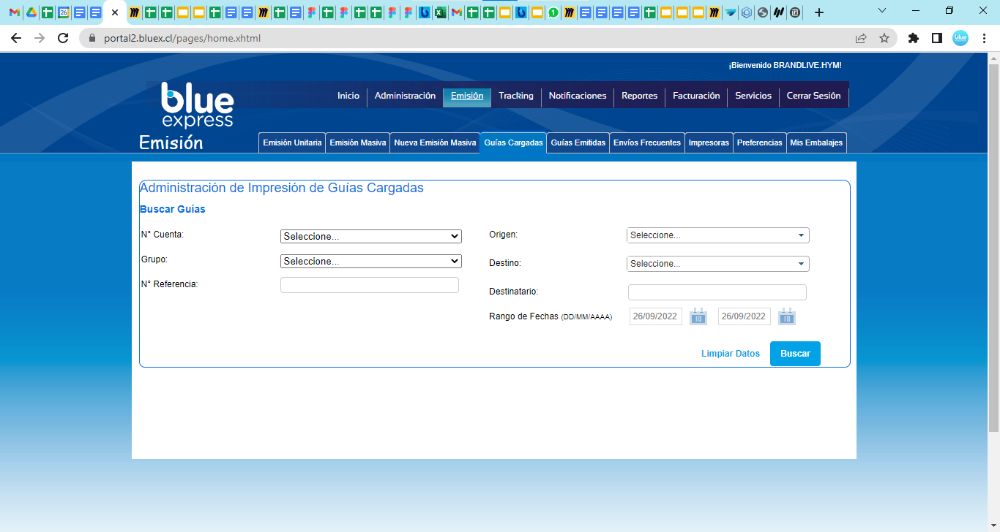 portal2.bluex.cl/pages/home.xhtml
¡Bienvenido BRANDLIVE.HYM!
blue express
Inicio Administración Emisión Tracking Notificaciones Reportes Facturación Servicios Cerrar Sesión
Emisión
Emisión Unitaria Emisión Masiva Nueva Emisión Masiva Guías Cargadas Guías Emitidas Envíos Frecuentes Impresoras Preferencias Mis Embalajes
Administración de Impresión de Guías Cargadas
Buscar Guías
N° Cuenta: Seleccione... Origen: Seleccione...
Grupo: Seleccione... Destino: Seleccione...
N° Referencia: Destinatario:
Rango de Fechas (DD/MM/AAAA) 26/09/2022 10 26/09/2022 10
Limpiar Datos Buscar